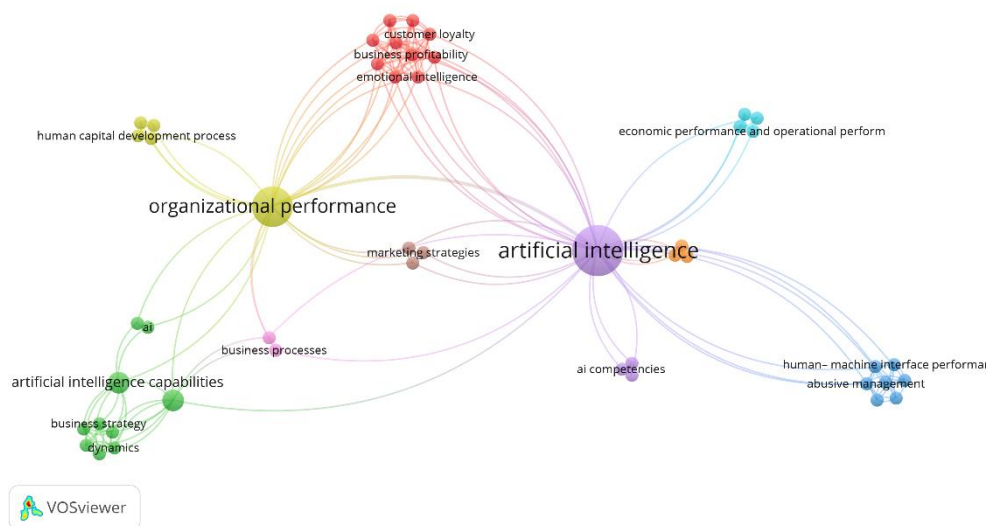 customer loyalty
business profitability
emotional intelligence
human capital development process
economic performance and operational perform
organizational performance
artificial intelligence
marketing strategies
ai
business processes
ai competencies
human– machine interface performan
abusive management
artificial intelligence capabilities
business strategy
dynamics
VOSviewer